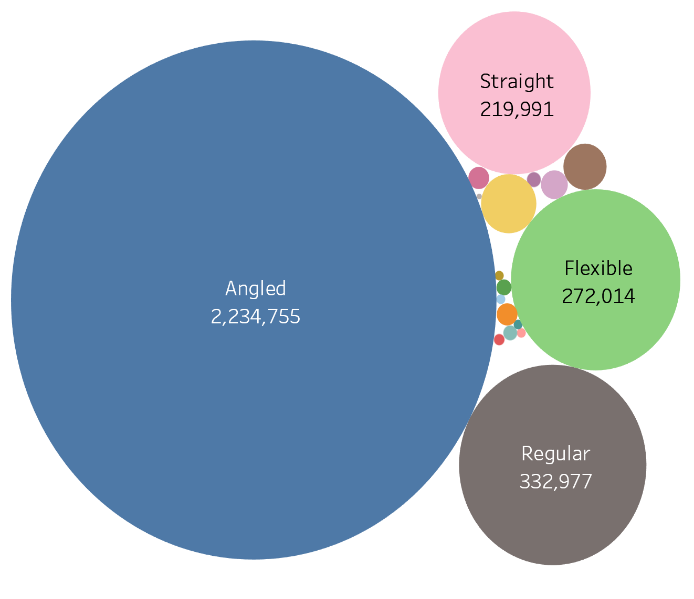 Straight
219,991
Flexible
272,014
Angled
2,234,755
Regular
332,977